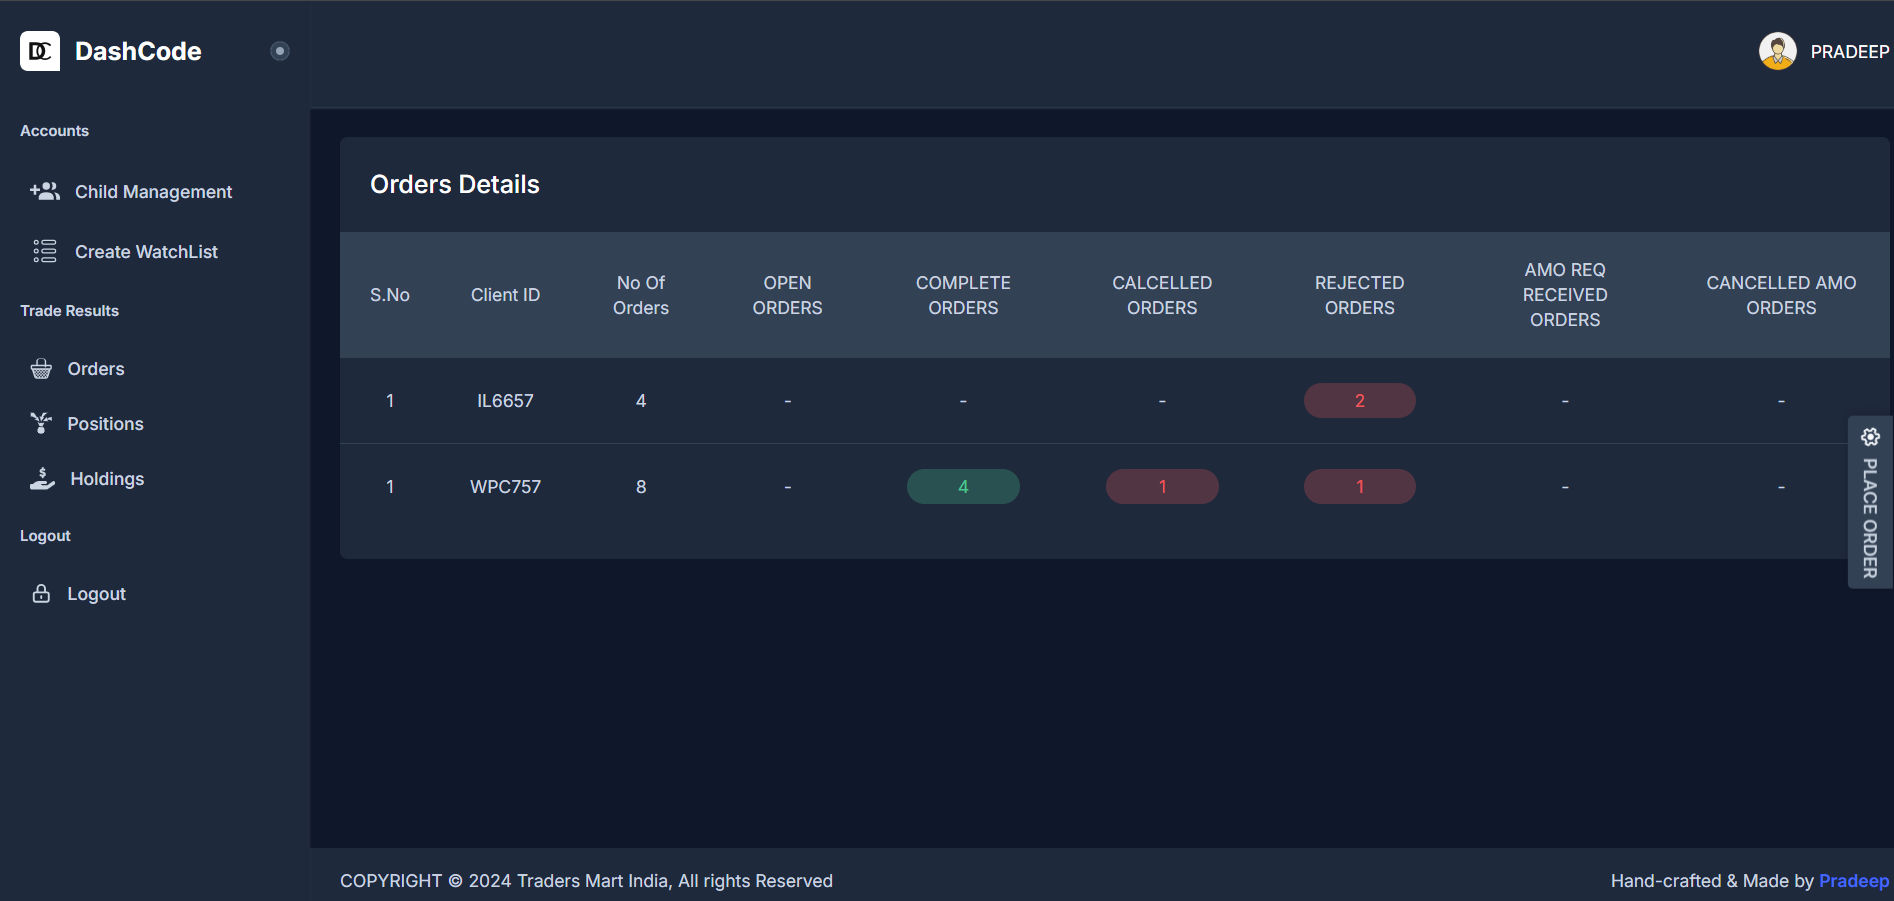 DC DashCode
PRADEEP
Accounts
Child Management
Create WatchList
Trade Results
Orders
Positions
Holdings
Logout
Logout
Orders Details
S.No Client ID No Of Orders OPEN ORDERS COMPLETE ORDERS CALCELLED ORDERS REJECTED ORDERS AMO REQ RECEIVED ORDERS CANCELLED AMO ORDERS
1 IL6657 4 - - - 2 - -
1 WPC757 8 - 4 1 1 - -
PLACE ORDER
COPYRIGHT © 2024 Traders Mart India, All rights Reserved
Hand-crafted & Made by Pradeep